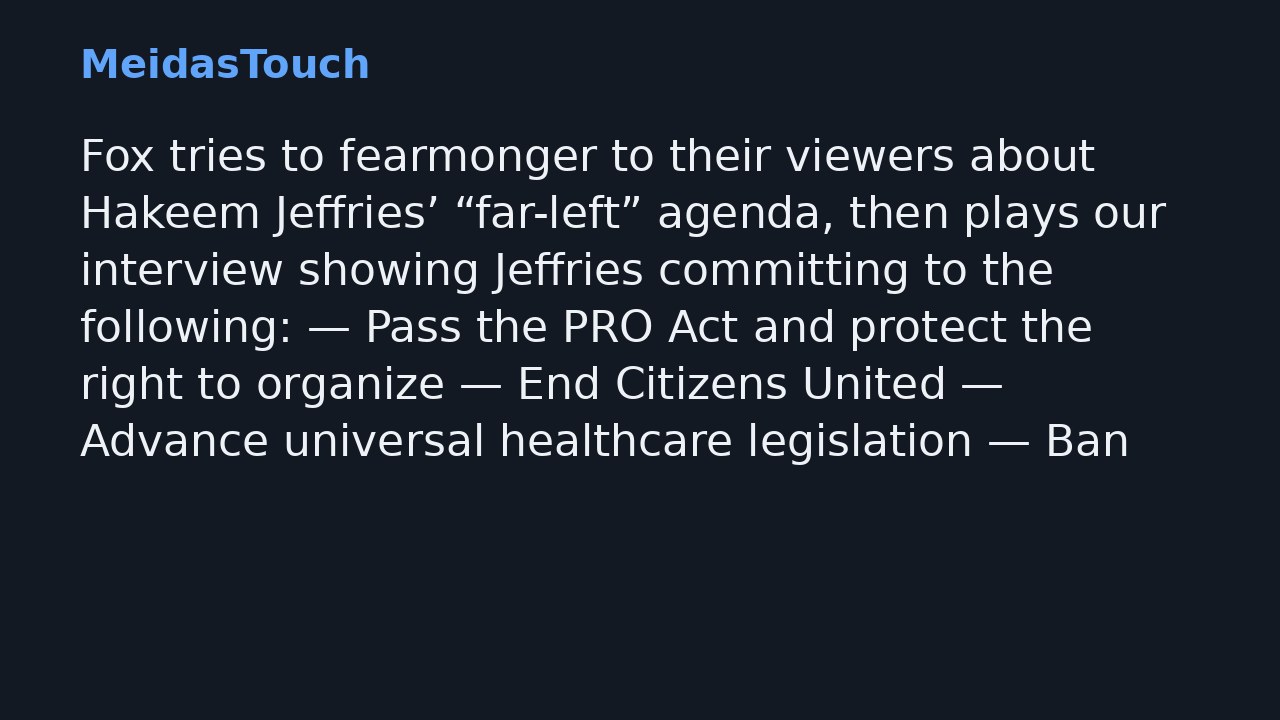 MeidasTouch
Fox tries to fearmonger to their viewers about
Hakeem Jeffries’ “far-left” agenda, then plays our
interview showing Jeffries committing to the
following: — Pass the PRO Act and protect the
right to organize — End Citizens United —
Advance universal healthcare legislation — Ban